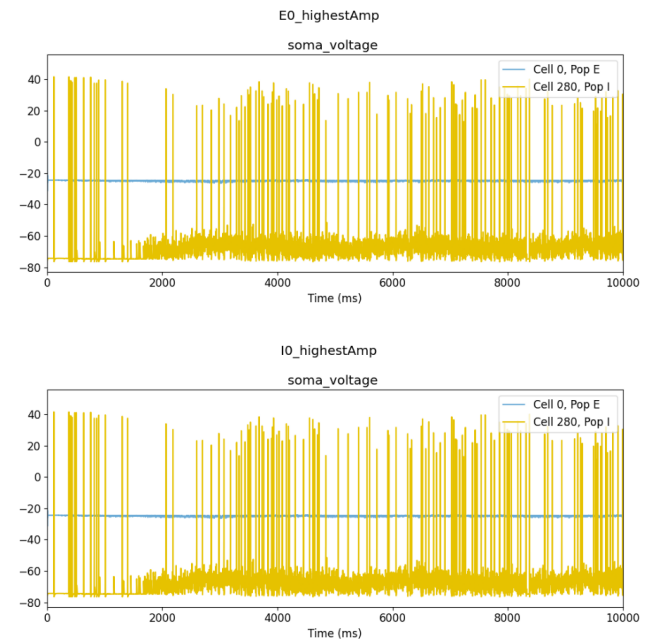 E0_highestAmp
soma_voltage
Cell 0, Pop E
Cell 280, Pop I
40
20
0
−20
−40
−60
−80
0 2000 4000 6000 8000 10000
Time (ms)
I0_highestAmp
soma_voltage
Cell 0, Pop E
Cell 280, Pop I
40
20
0
−20
−40
−60
−80
0 2000 4000 6000 8000 10000
Time (ms)